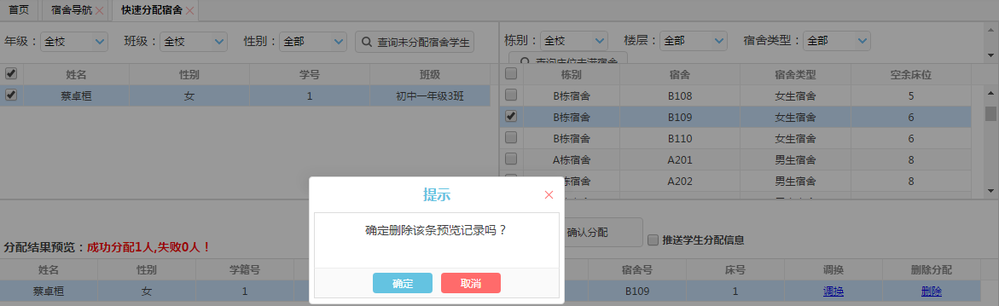 首页 宿舍导航 快速分配宿舍
年级： 全校 班级： 全校 性别： 全部 查询未分配宿舍学生
栋别： 全校 楼层： 全部 宿舍类型： 全部
查询床位未满宿舍
姓名 性别 学号 班级
蔡卓桓 女 1 初中一年级3班
栋别 宿舍 宿舍类型 空余床位
B栋宿舍 B108 女生宿舍 5
B栋宿舍 B109 女生宿舍 6
B栋宿舍 B110 女生宿舍 6
A栋宿舍 A201 男生宿舍 8
栋宿舍 A202 男生宿舍 8
提示
确定删除该条预览记录吗？
确定 取消
确认分配 推送学生分配信息
分配结果预览：成功分配1人,失败0人！
姓名 性别 学籍号 宿舍号 床号 调换 删除分配
蔡卓桓 女 1 B109 1 调换 删除